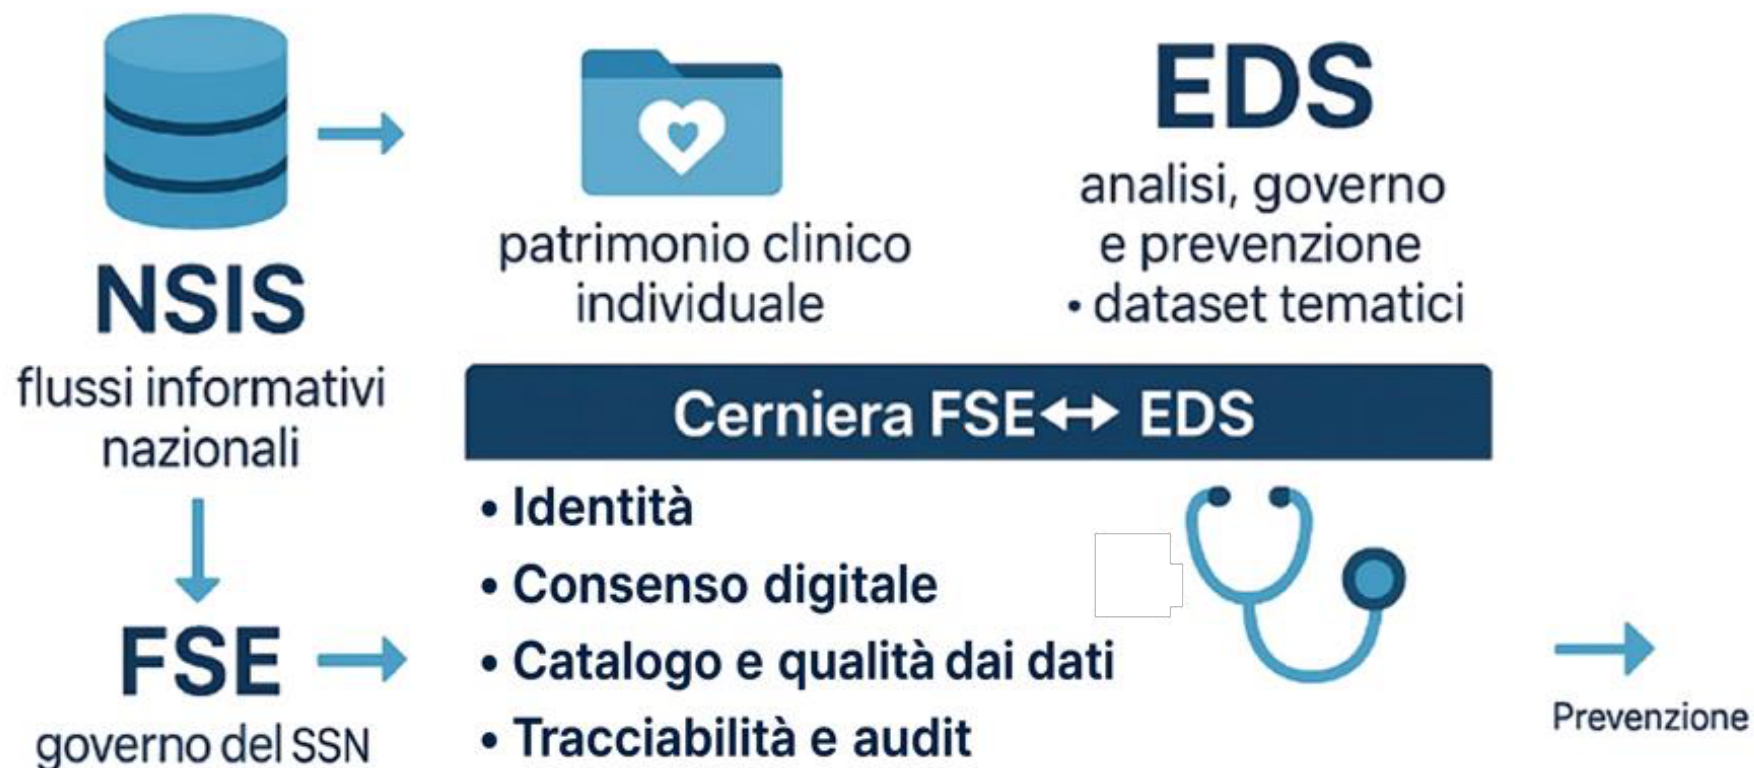 NSIS
flussi informativi
nazionali
FSE
governo del SSN
patrimonio clinico
individuale
EDS
analisi, governo
e prevenzione
• dataset tematici
Cerniera FSE↔ EDS
• Identità
• Consenso digitale
• Catalogo e qualità dai dati
• Tracciabilità e audit
Prevenzione